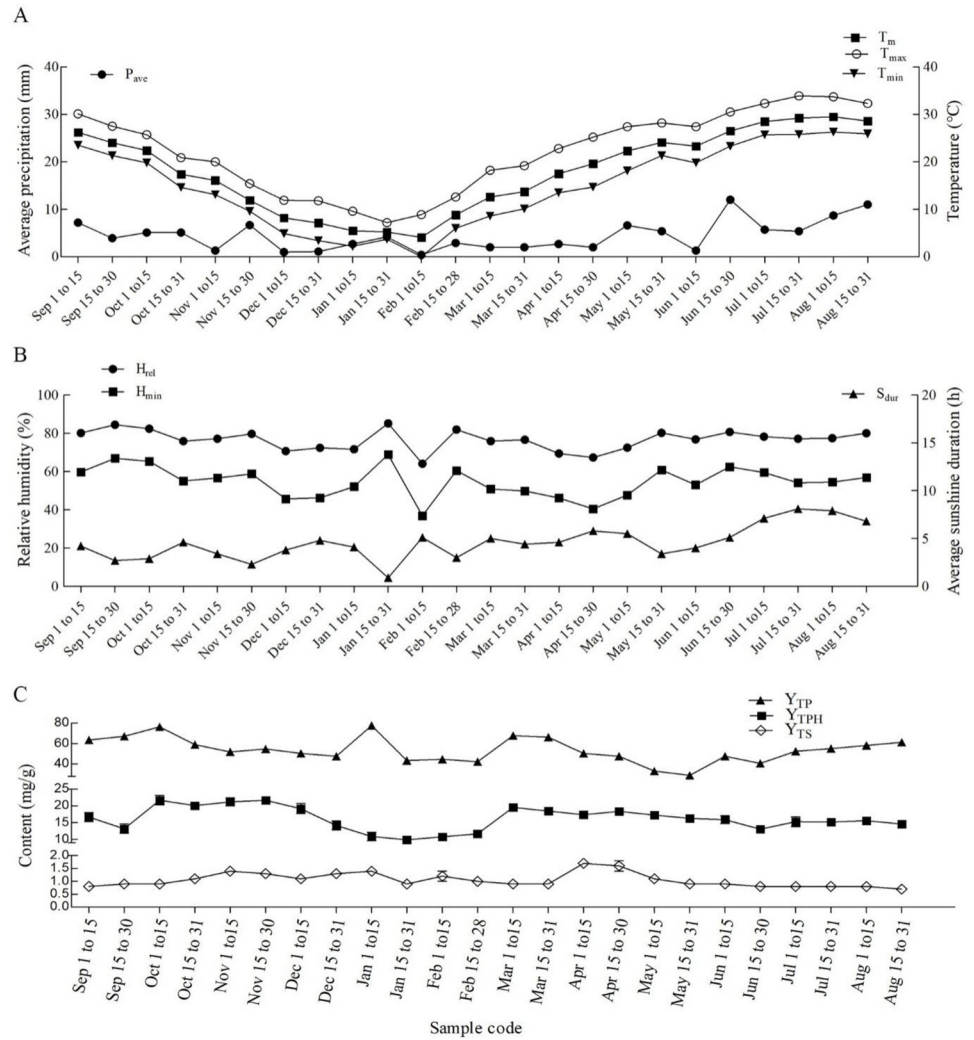 A
Average precipitation (mm)
40
30
20
10
0
P ave
T m
T max
T min
40
30
20
10
0
Temperature (°C)
Sep 1 to 15
Sep 15 to 30
Oct 1 to15
Oct 15 to 31
Nov 1 to15
Nov 15 to 30
Dec 1 to15
Dec 15 to 31
Jan 1 to15
Jan 15 to 31
Feb 1 to15
Feb 15 to 28
Mar 1 to15
Mar 15 to 31
Apr 1 to15
Apr 15 to 30
May 1 to15
May 15 to 31
Jun 1 to15
Jun 15 to 30
Jul 1 to15
Jul 15 to 31
Aug 1 to15
Aug 15 to 31
B
Relative humidity (%)
100
80
60
40
20
0
H rel
H min
S dur
20
15
10
5
0
Average sunshine duration (h)
Sep 1 to 15
Sep 15 to 30
Oct 1 to15
Oct 15 to 31
Nov 1 to15
Nov 15 to 30
Dec 1 to15
Dec 15 to 31
Jan 1 to15
Jan 15 to 31
Feb 1 to15
Feb 15 to 28
Mar 1 to15
Mar 15 to 31
Apr 1 to15
Apr 15 to 30
May 1 to15
May 15 to 31
Jun 1 to15
Jun 15 to 30
Jul 1 to15
Jul 15 to 31
Aug 1 to15
Aug 15 to 31
C
Content (mg/g)
80
60
40
25
20
15
10
2.0
1.5
1.0
0.5
0.0
Y TP
Y TPH
Y TS
Sep 1 to 15
Sep 15 to 30
Oct 1 to15
Oct 15 to 31
Nov 1 to15
Nov 15 to 30
Dec 1 to15
Dec 15 to 31
Jan 1 to15
Jan 15 to 31
Feb 1 to15
Feb 15 to 28
Mar 1 to15
Mar 15 to 31
Apr 1 to15
Apr 15 to 30
May 1 to15
May 15 to 31
Jun 1 to15
Jun 15 to 30
Jul 1 to15
Jul 15 to 31
Aug 1 to15
Aug 15 to 31
Sample code